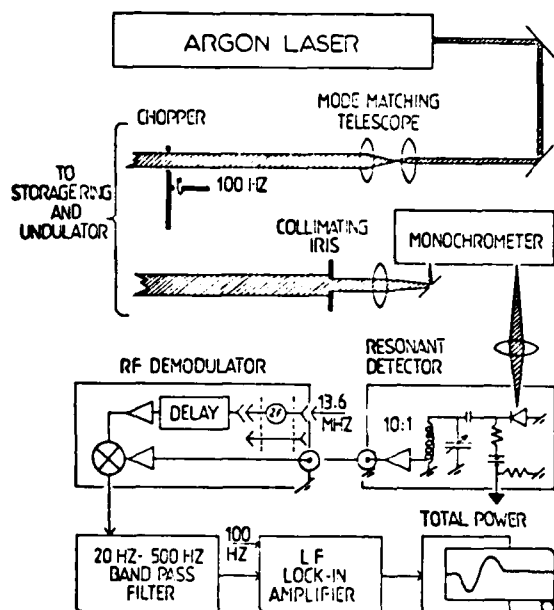 ARGON LASER
MODE MATCHING
TELESCOPE
CHOPPER
100 HZ
TO
STORAGERING
AND
UNDULATOR
COLLIMATING
IRIS
MONOCHROMETER
RF DEMODULATOR
RESONANT
DETECTOR
DELAY
2F
13.6
MHZ
10:1
TOTAL POWER
20 HZ- 500 HZ
BAND PASS
FILTER
100
HZ
LF
LOCK-IN
AMPLIFIER